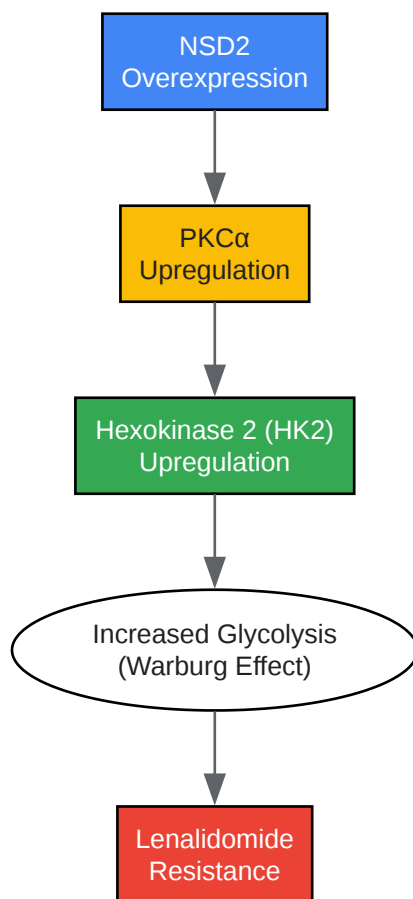 NSD2
Overexpression
PKCα
Upregulation
Hexokinase 2 (HK2)
Upregulation
Increased Glycolysis
(Warburg Effect)
Lenalidomide
Resistance